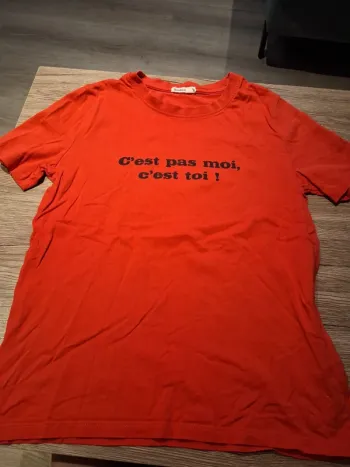 C'est pas moi,
c'est toi !